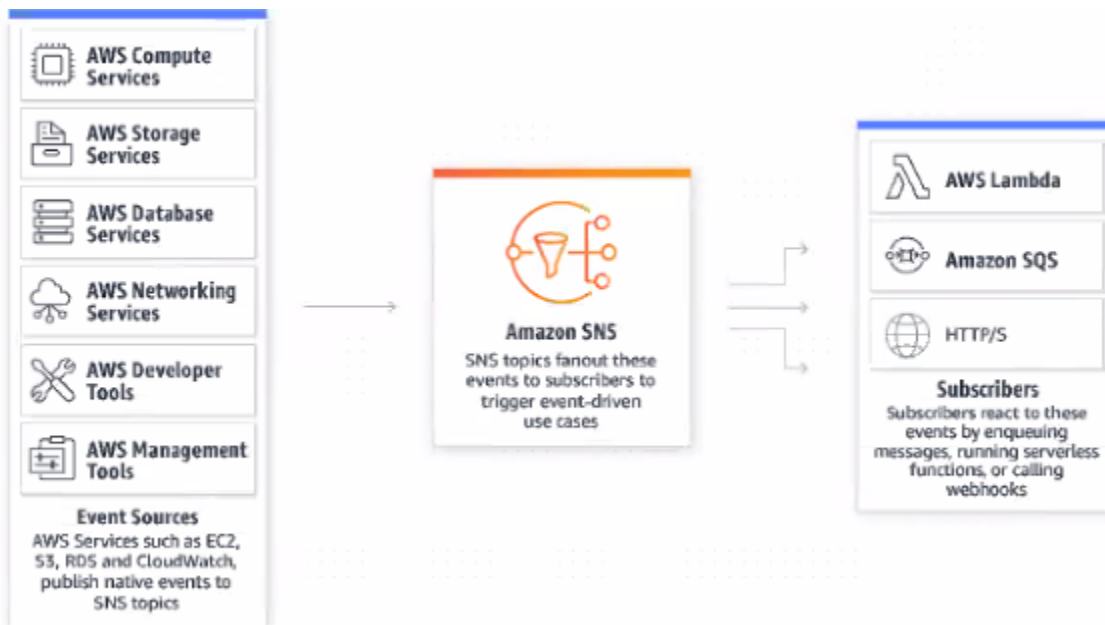 AWS Compute
Services
AWS Storage
Services
AWS Database
Services
AWS Networking
Services
AWS Developer
Tools
AWS Management
Tools
Event Sources
AWS Services such as EC2,
S3, RDS and CloudWatch,
publish native events to
SNS topics
Amazon SNS
SNS topics fanout these
events to subscribers to
trigger event-driven
use cases
AWS Lambda
Amazon SQS
HTTP/S
Subscribers
Subscribers react to these
events by enqueuing
messages, running serverless
functions, or calling
webhooks